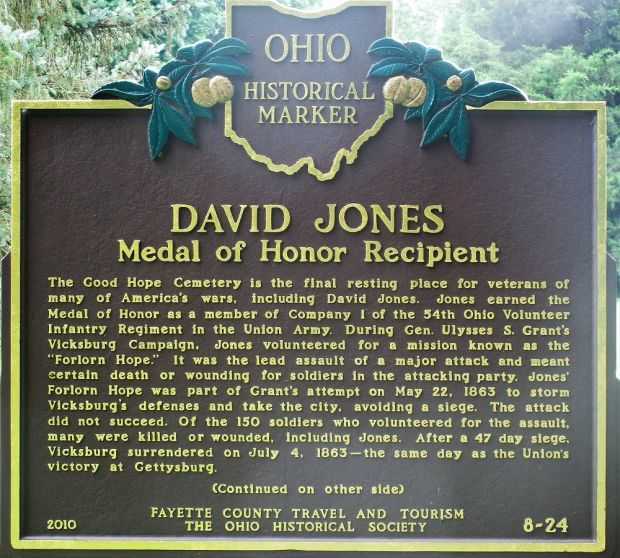 OHIO
HISTORICAL
MARKER
DAVID JONES
Medal of Honor Recipient
The Good Hope Cemetery is the final resting place for veterans of
many of America's wars, including David Jones. Jones earned the
Medal of Honor as a member of Company I of the 54th Ohio Volunteer
Infantry Regiment in the Union Army. During Gen. Ulysses S. Grant's
Vicksburg Campaign, Jones volunteered for a mission known as the
"Forlorn Hope." It was the lead assault of a major attack and meant
certain death or wounding for soldiers in the attacking party. Jones'
Forlorn Hope was part of Grant's attempt on May 22, 1863 to storm
Vicksburg's defenses and take the city, avoiding a siege. The attack
did not succeed. Of the 150 soldiers who volunteered for the assault,
many were killed or wounded, including Jones. After a 47 day siege,
Vicksburg surrendered on July 4, 1863—the same day as the Union's
victory at Gettysburg.
(Continued on other side)
FAYETTE COUNTY TRAVEL AND TOURISM
2010 THE OHIO HISTORICAL SOCIETY 8-24